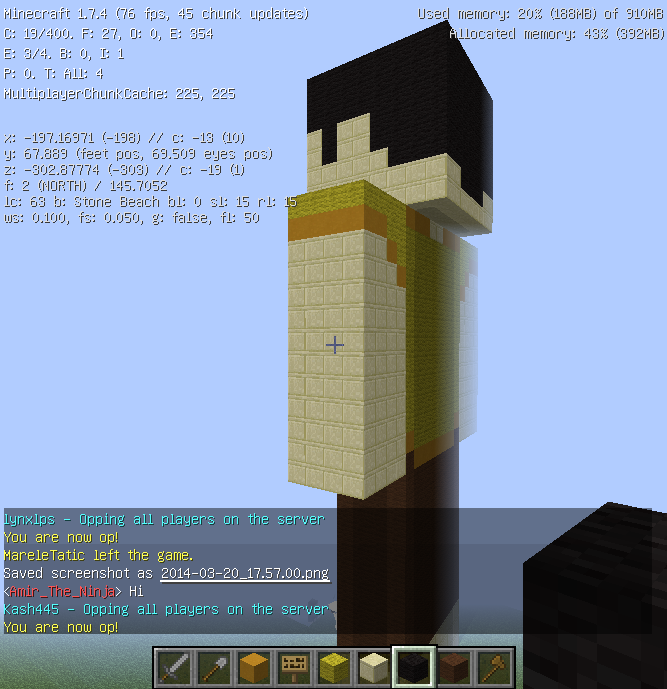 Minecraft 1.7.4 (76 fps, 45 chunk updates)
Used memory: 20% (188MB) of 910MB
C: 19/400. F: 27, O: 0, E: 354
Allocated memory: 43% (392MB)
E: 3/4. B: 0, I: 1
P: 0. T: All: 4
MultiplayerChunkCache: 225, 225
x: -197.16971 (-198) // c: -13 (10)
y: 67.889 (feet pos, 69.509 eyes pos)
z: -302.87774 (-303) // c: -19 (1)
f: 2 (NORTH) / 145.7052
lc: 63 b: Stone Beach bl: 0 sl: 15 rl: 15
ws: 0.100, fs: 0.050, g: false, fl: 50
lynxlps - Opping all players on the server
You are now op!
MareleTatic left the game.
Saved screenshot as 2014-03-20_17.57.00.png
<Amir_The_Ninja> Hi
Kash445 - Opping all players on the server
You are now op!